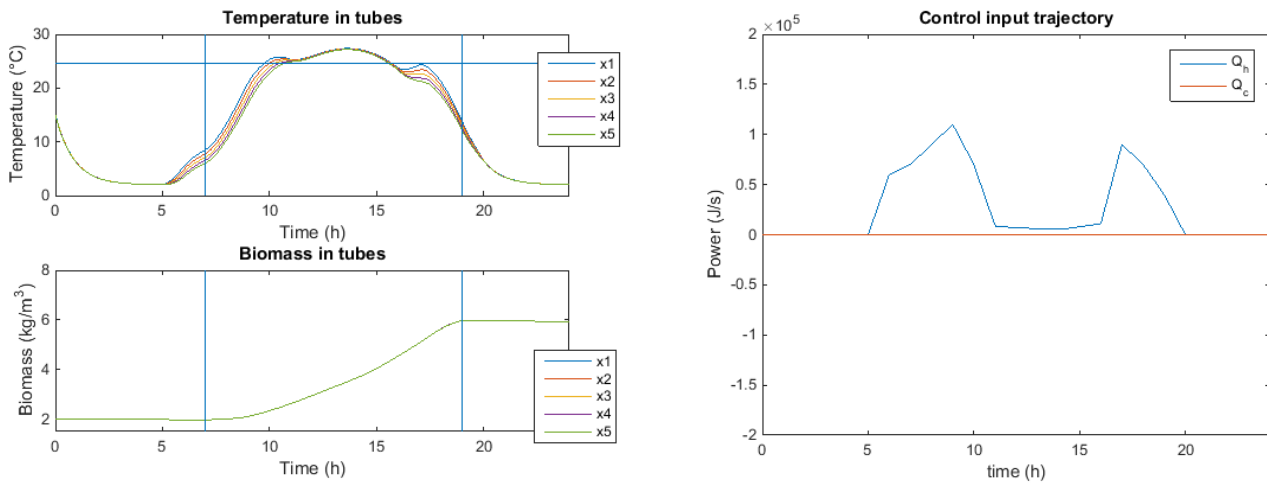 Temperature in tubes
30
20
10
0
Temperature (°C)
0 5 10 15 20
Time (h)
x1
x2
x3
x4
x5
Biomass in tubes
8
6
4
2
Biomass (kg/m³)
0 5 10 15 20
Time (h)
x1
x2
x3
x4
x5
Control input trajectory
×10⁵
2
1.5
1
0.5
0
-0.5
-1
-1.5
-2
Power (J/s)
0 5 10 15 20
time (h)
Q_h
Q_c